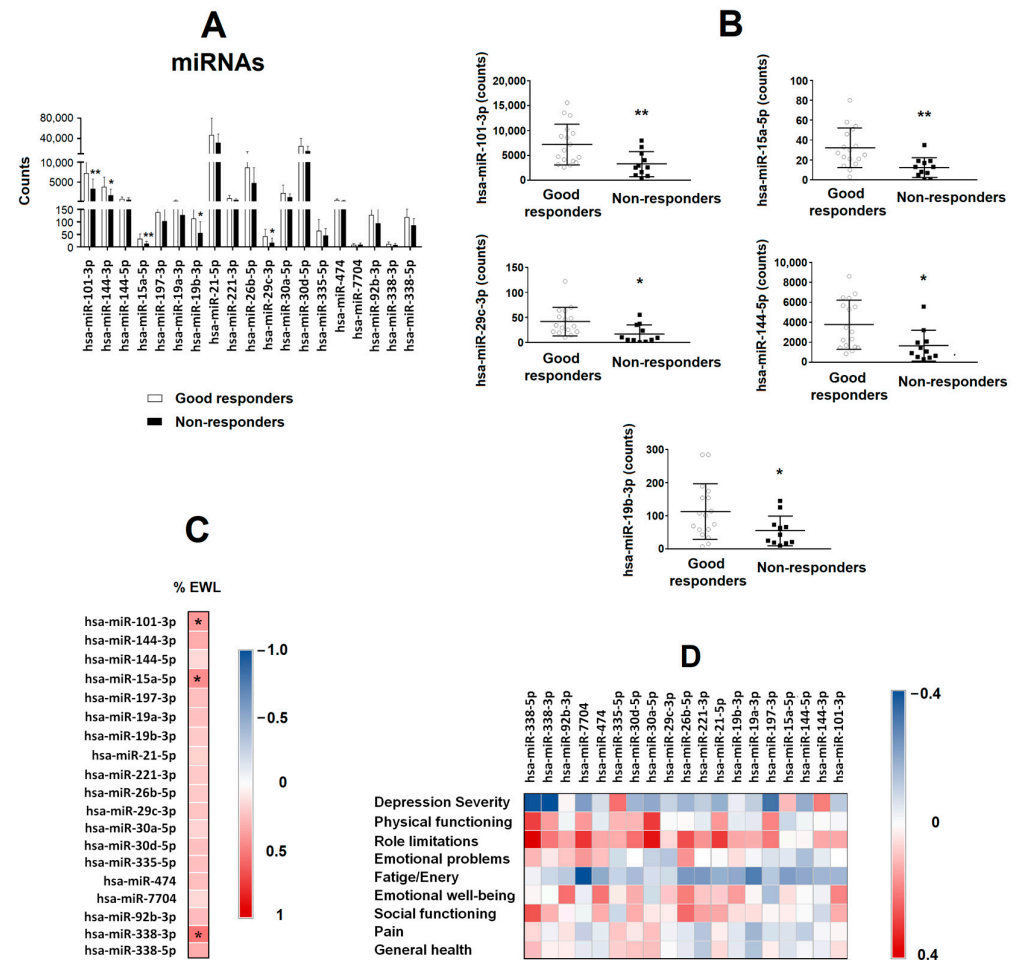 A
miRNAs
Counts
80,000
40,000
10,000
5000
150
100
50
0
**
*
**
*
*
hsa-miR-101-3p
hsa-miR-144-3p
hsa-miR-144-5p
hsa-miR-15a-5p
hsa-miR-197-3p
hsa-miR-19a-3p
hsa-miR-19b-3p
hsa-miR-21-5p
hsa-miR-221-3p
hsa-miR-26b-5p
hsa-miR-29c-3p
hsa-miR-30a-5p
hsa-miR-30d-5p
hsa-miR-335-5p
hsa-miR-474
hsa-miR-7704
hsa-miR-92b-3p
hsa-miR-338-3p
hsa-miR-338-5p
Good responders
Non-responders
B
hsa-miR-101-3p (counts)
20,000
15,000
10,000
5000
0
**
Good responders
Non-responders
hsa-miR-15a-5p (counts)
100
80
60
40
20
0
**
Good responders
Non-responders
hsa-miR-29c-3p (counts)
150
100
50
0
*
Good responders
Non-responders
hsa-miR-144-5p (counts)
10,000
8000
6000
4000
2000
0
*
Good responders
Non-responders
hsa-miR-19b-3p (counts)
300
200
100
0
*
Good responders
Non-responders
C
% EWL
hsa-miR-101-3p *
hsa-miR-144-3p
hsa-miR-144-5p
hsa-miR-15a-5p *
hsa-miR-197-3p
hsa-miR-19a-3p
hsa-miR-19b-3p
hsa-miR-21-5p
hsa-miR-221-3p
hsa-miR-26b-5p
hsa-miR-29c-3p
hsa-miR-30a-5p
hsa-miR-30d-5p
hsa-miR-335-5p
hsa-miR-474
hsa-miR-7704
hsa-miR-92b-3p
hsa-miR-338-3p *
hsa-miR-338-5p
−1.0
−0.5
0
0.5
1
D
hsa-miR-338-5p
hsa-miR-338-3p
hsa-miR-92b-3p
hsa-miR-7704
hsa-miR-474
hsa-miR-335-5p
hsa-miR-30d-5p
hsa-miR-30a-5p
hsa-miR-29c-3p
hsa-miR-26b-5p
hsa-miR-221-3p
hsa-miR-21-5p
hsa-miR-19b-3p
hsa-miR-19a-3p
hsa-miR-197-3p
hsa-miR-15a-5p
hsa-miR-144-5p
hsa-miR-144-3p
hsa-miR-101-3p
Depression Severity
Physical functioning
Role limitations
Emotional problems
Fatige/Enery
Emotional well-being
Social functioning
Pain
General health
−0.4
0
0.4